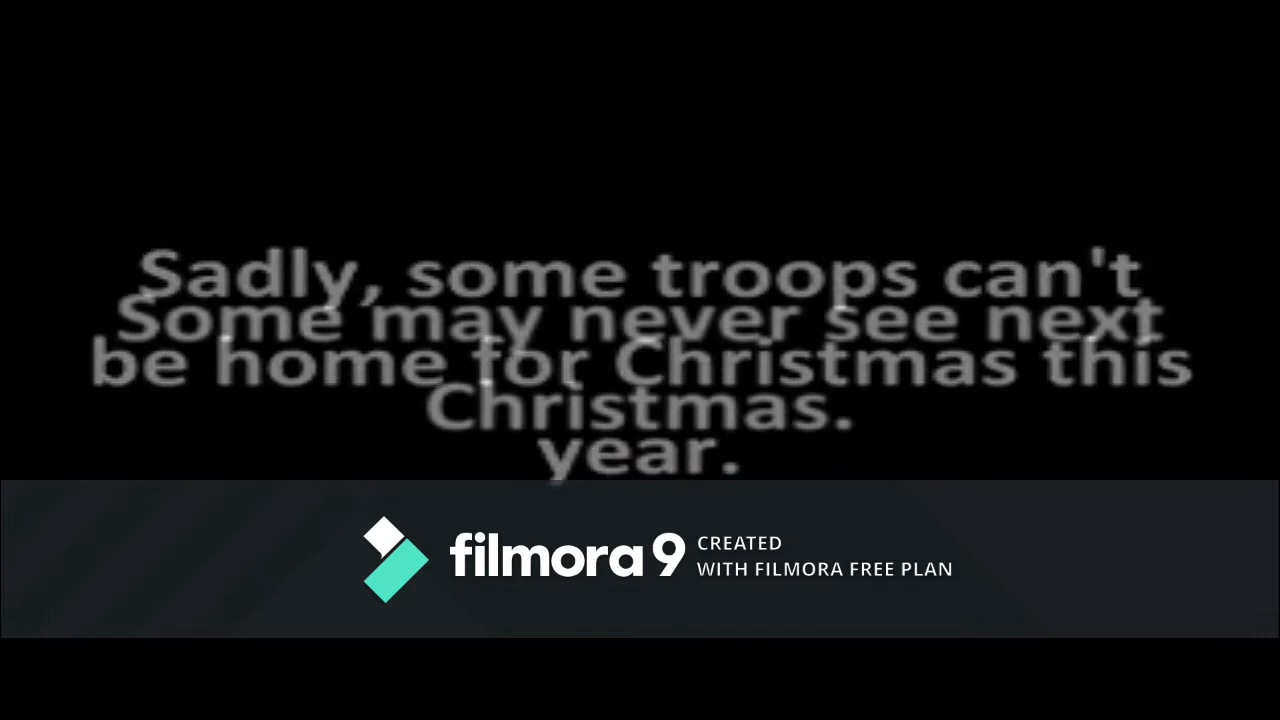 Sadly, some troops can't
Some may never see next
be home for Christmas this
Christmas.
year.
filmora 9
CREATED
WITH FILMORA FREE PLAN